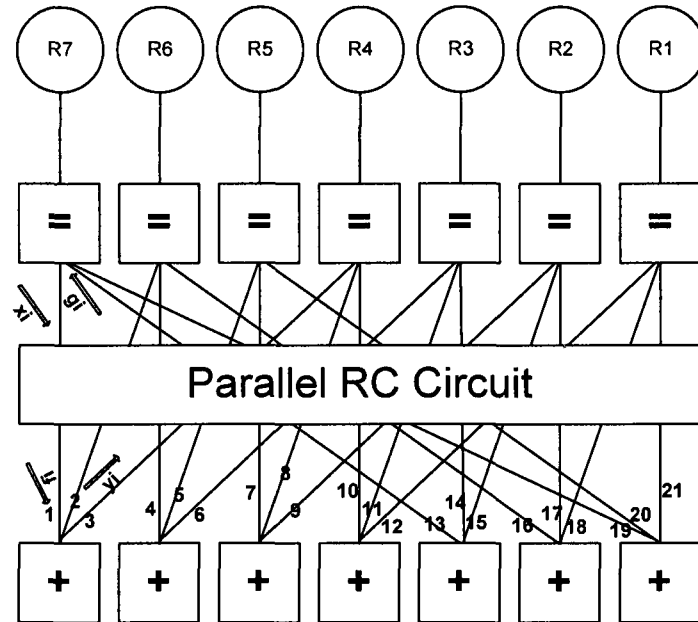 R7 R6 R5 R4 R3 R2 R1
= = = = = = =
xi gi
Parallel RC Circuit
fi yi
1 2 3 4 5 6 7 8 9 10 11 12 13 14 15 16 17 18 19 20 21
+ + + + + + +